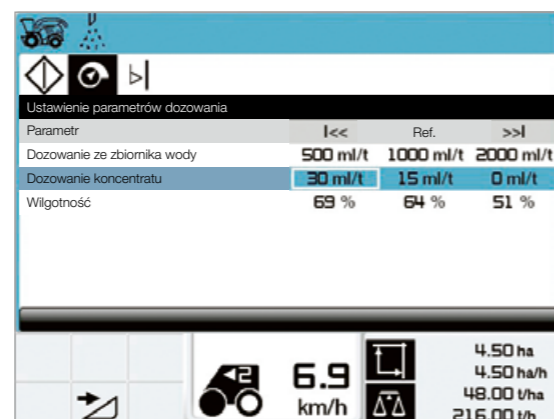 Ustawienie parametrów dozowania
Parametr |<< Ref. >>|
Dozowanie ze zbiornika wody 500 ml/t 1000 ml/t 2000 ml/t
Dozowanie koncentratu 30 ml/t 15 ml/t 0 ml/t
Wilgotność 69 % 64 % 51 %
2
6.9
km/h
4.50 ha
4.50 ha/h
48.00 t/ha
216.00 t/h